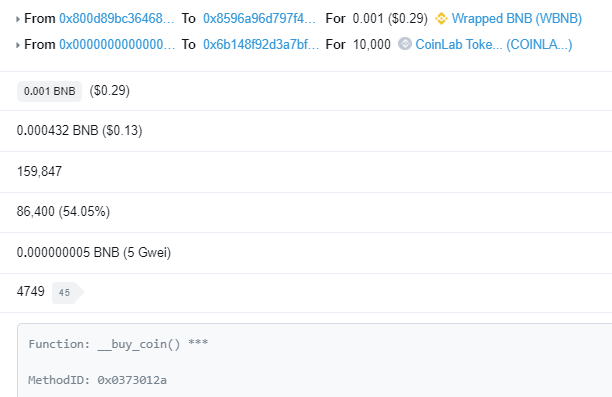 From 0x800d89bc36468... To 0x8596a96d797f4... For 0.001 ($0.29) Wrapped BNB (WBNB)
From 0x0000000000000... To 0x6b148f92d3a7bf... For 10,000 CoinLab Toke... (COINLA...)
0.001 BNB ($0.29)
0.000432 BNB ($0.13)
159,847
86,400 (54.05%)
0.000000005 BNB (5 Gwei)
4749 45
Function: __buy_coin() ***
MethodID: 0x0373012a